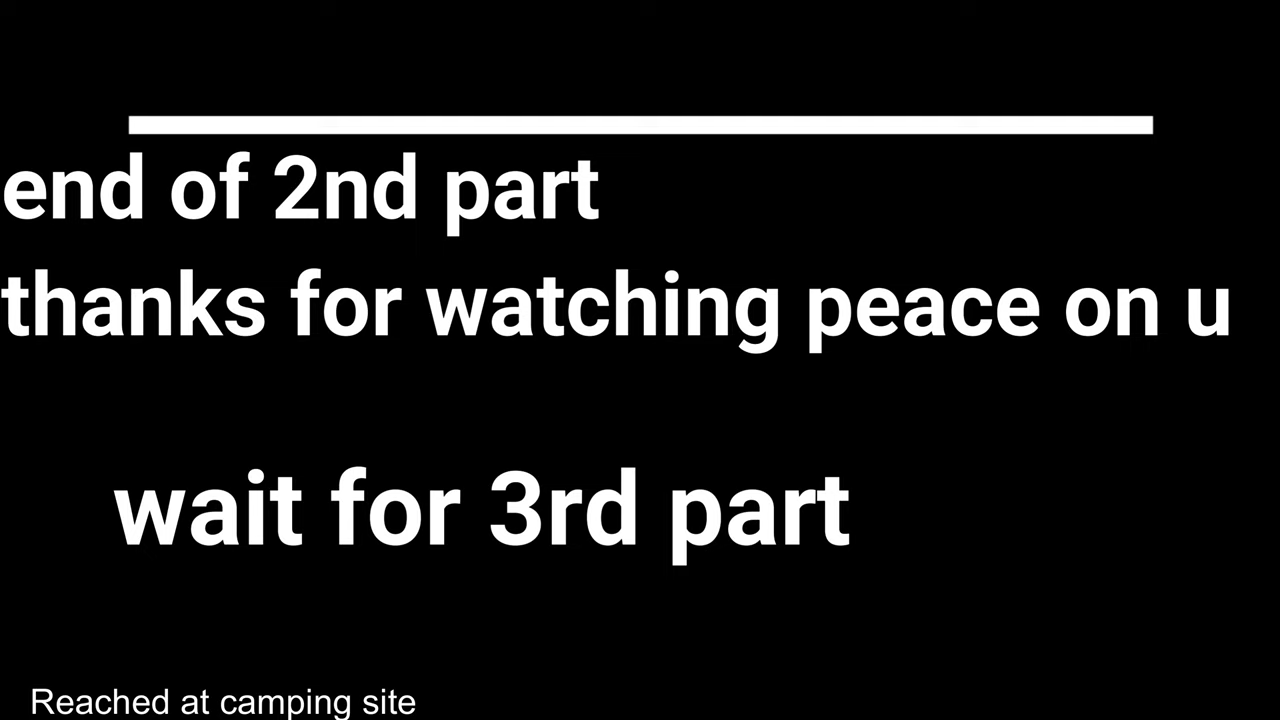 end of 2nd part
thanks for watching peace on u
wait for 3rd part
Reached at camping site